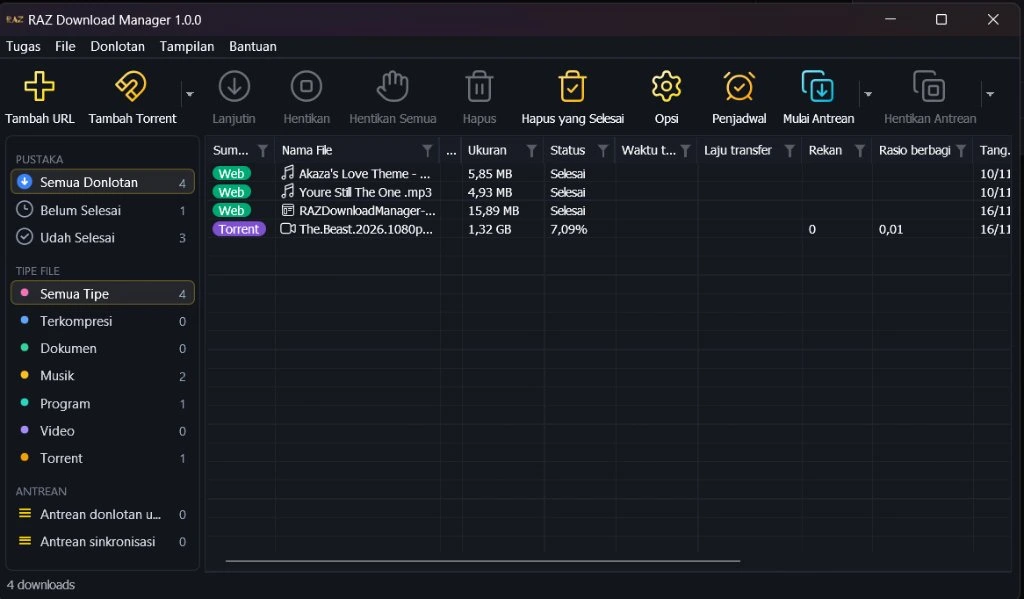 RAZ RAZ Download Manager 1.0.0
Tugas File Donlotan Tampilan Bantuan
Tambah URL Tambah Torrent Lanjutin Hentikan Hentikan Semua Hapus Hapus yang Selesai Opsi Penjadwal Mulai Antrean Hentikan Antrean
PUSTAKA
Semua Donlotan 4
Belum Selesai 1
Udah Selesai 3
TIPE FILE
Semua Tipe 4
Terkompresi 0
Dokumen 0
Musik 2
Program 1
Video 0
Torrent 1
ANTREAN
Antrean donlotan u... 0
Antrean sinkronisasi 0
Sum... Nama File ... Ukuran Status Waktu t... Laju transfer Rekan Rasio berbagi Tang.
Web Akaza's Love Theme - ... 5,85 MB Selesai 10/11
Web Youre Still The One .mp3 4,93 MB Selesai 10/11
Web RAZDownloadManager-... 15,89 MB Selesai 16/11
Torrent The.Beast.2026.1080p... 1,32 GB 7,09% 0 0,01 16/11
4 downloads